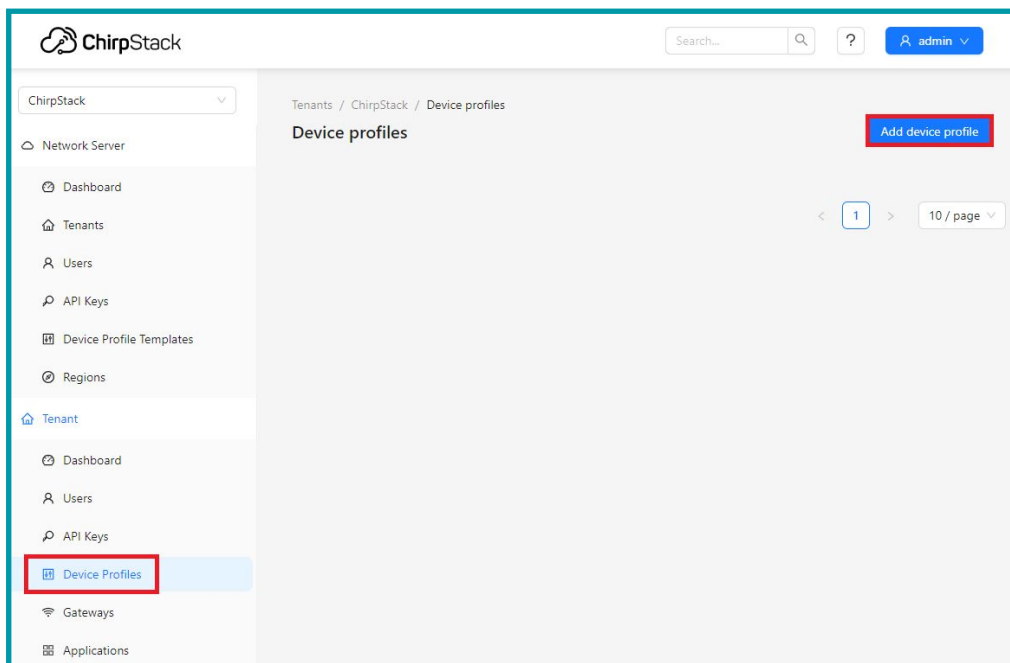 ChirpStack
Search...
?
admin
ChirpStack
Network Server
Dashboard
Tenants
Users
API Keys
Device Profile Templates
Regions
Tenant
Dashboard
Users
API Keys
Device Profiles
Gateways
Applications
Tenants / ChirpStack / Device profiles
Device profiles
Add device profile
< 1 >
10 / page